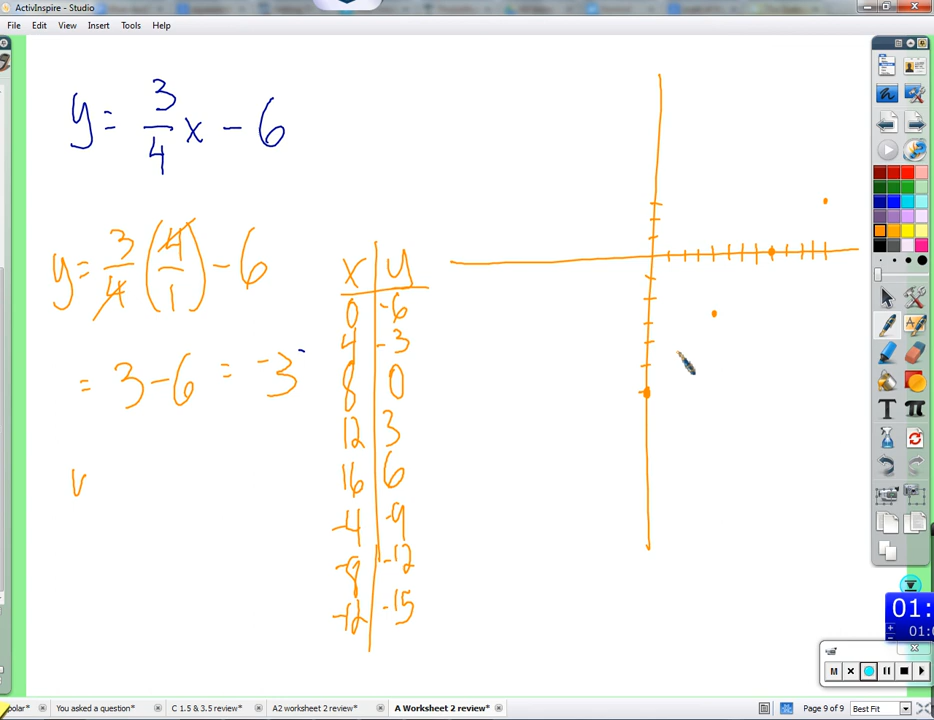 ActivInspire - Studio
File Edit View Insert Tools Help
y = 3/4 x - 6
y = 3/4 (4/1) - 6
= 3 - 6 = -3
x | y
0 | -6
4 | -3
8 | 0
12 | 3
16 | 6
-4 | -9
-8 | -12
-12 | -15
01:
01:0
M
polar* You asked a question* C 1.5 & 3.5 review* A2 worksheet 2 review* A Worksheet 2 review* Page 9 of 9 Best Fit